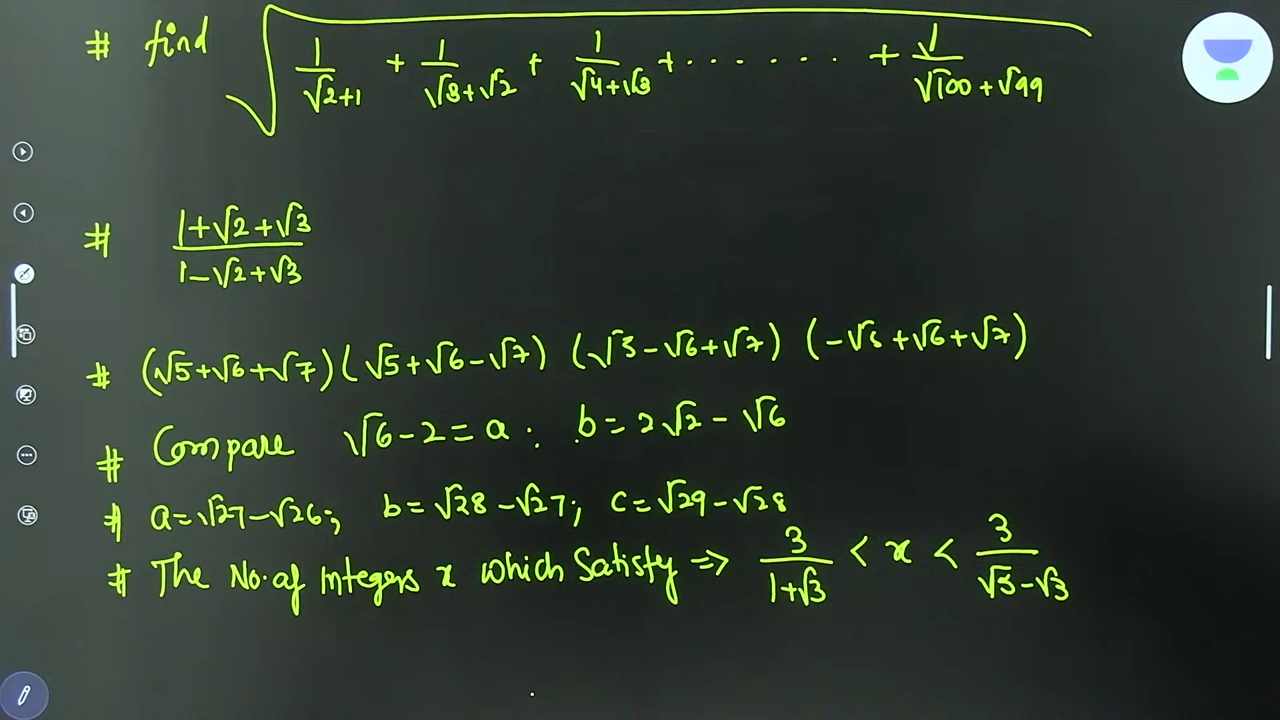 # find √(1/(√2+1) + 1/(√3+√2) + 1/(√4+√3) + . . . . . . . + 1/(√100+√99))
# (1+√2+√3)/(1-√2+√3)
# (√5+√6+√7)(√5+√6-√7) (√5-√6+√7) (-√5+√6+√7)
# Compare √6-2=a ; b=2√2-√6
# a=√27-√26; b=√28-√27; c=√29-√28
# The No. of Integers x which Satisfy ⇒ 3/(1+√3) < x < 3/(√5-√3)